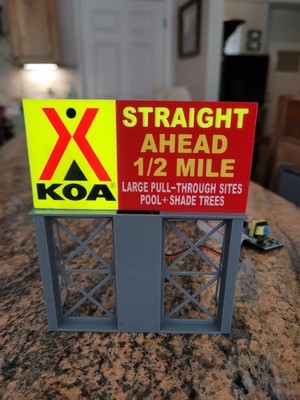 KOA®
STRAIGHT
AHEAD
1/2 MILE
LARGE PULL-THROUGH SITES
POOL+SHADE TREES